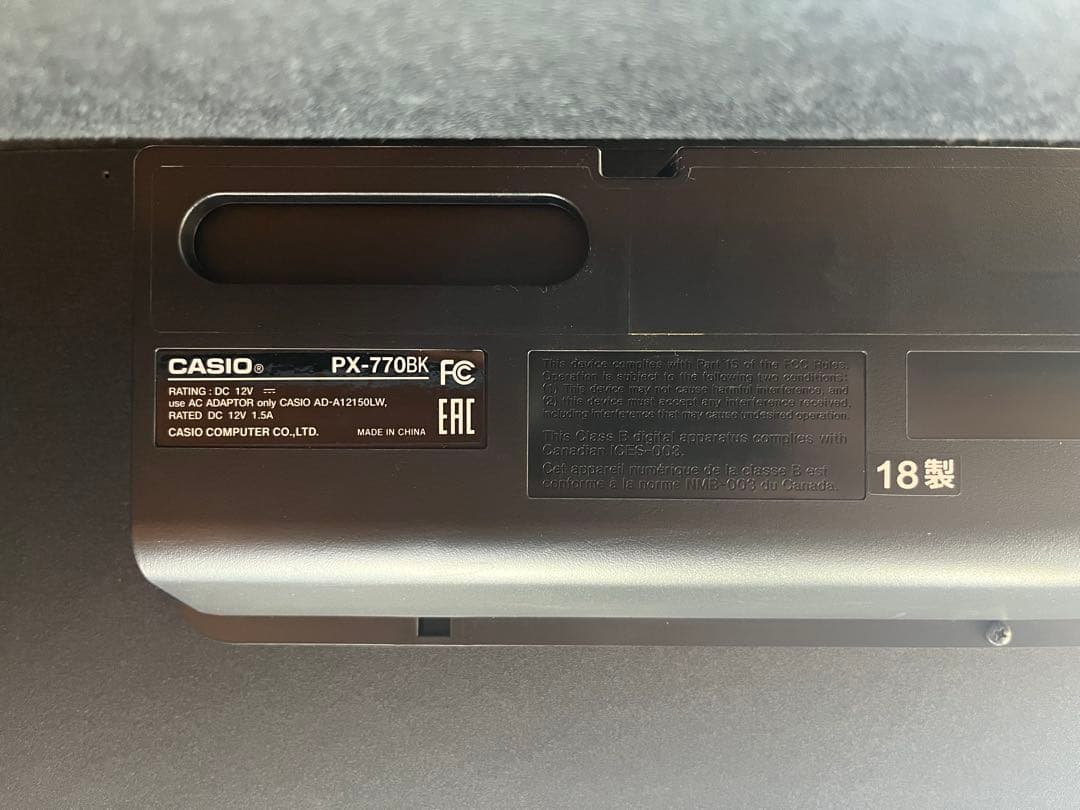 CASIO® PX-770BK FC
RATING : DC 12V ⎓
use AC ADAPTOR only CASIO AD-A12150LW,
RATED DC 12V 1.5A
EAC
CASIO COMPUTER CO.,LTD. MADE IN CHINA
This device complies with Part 15 of the FCC Rules.
Operation is subject to the following two conditions:
(1) This device may not cause harmful interference, and
(2) this device must accept any interference received,
including interference that may cause undesired operation.
This Class B digital apparatus complies with
Canadian ICES-003.
Cet appareil numérique de la classe B est
conforme à la norme NMB-003 du Canada.
18製